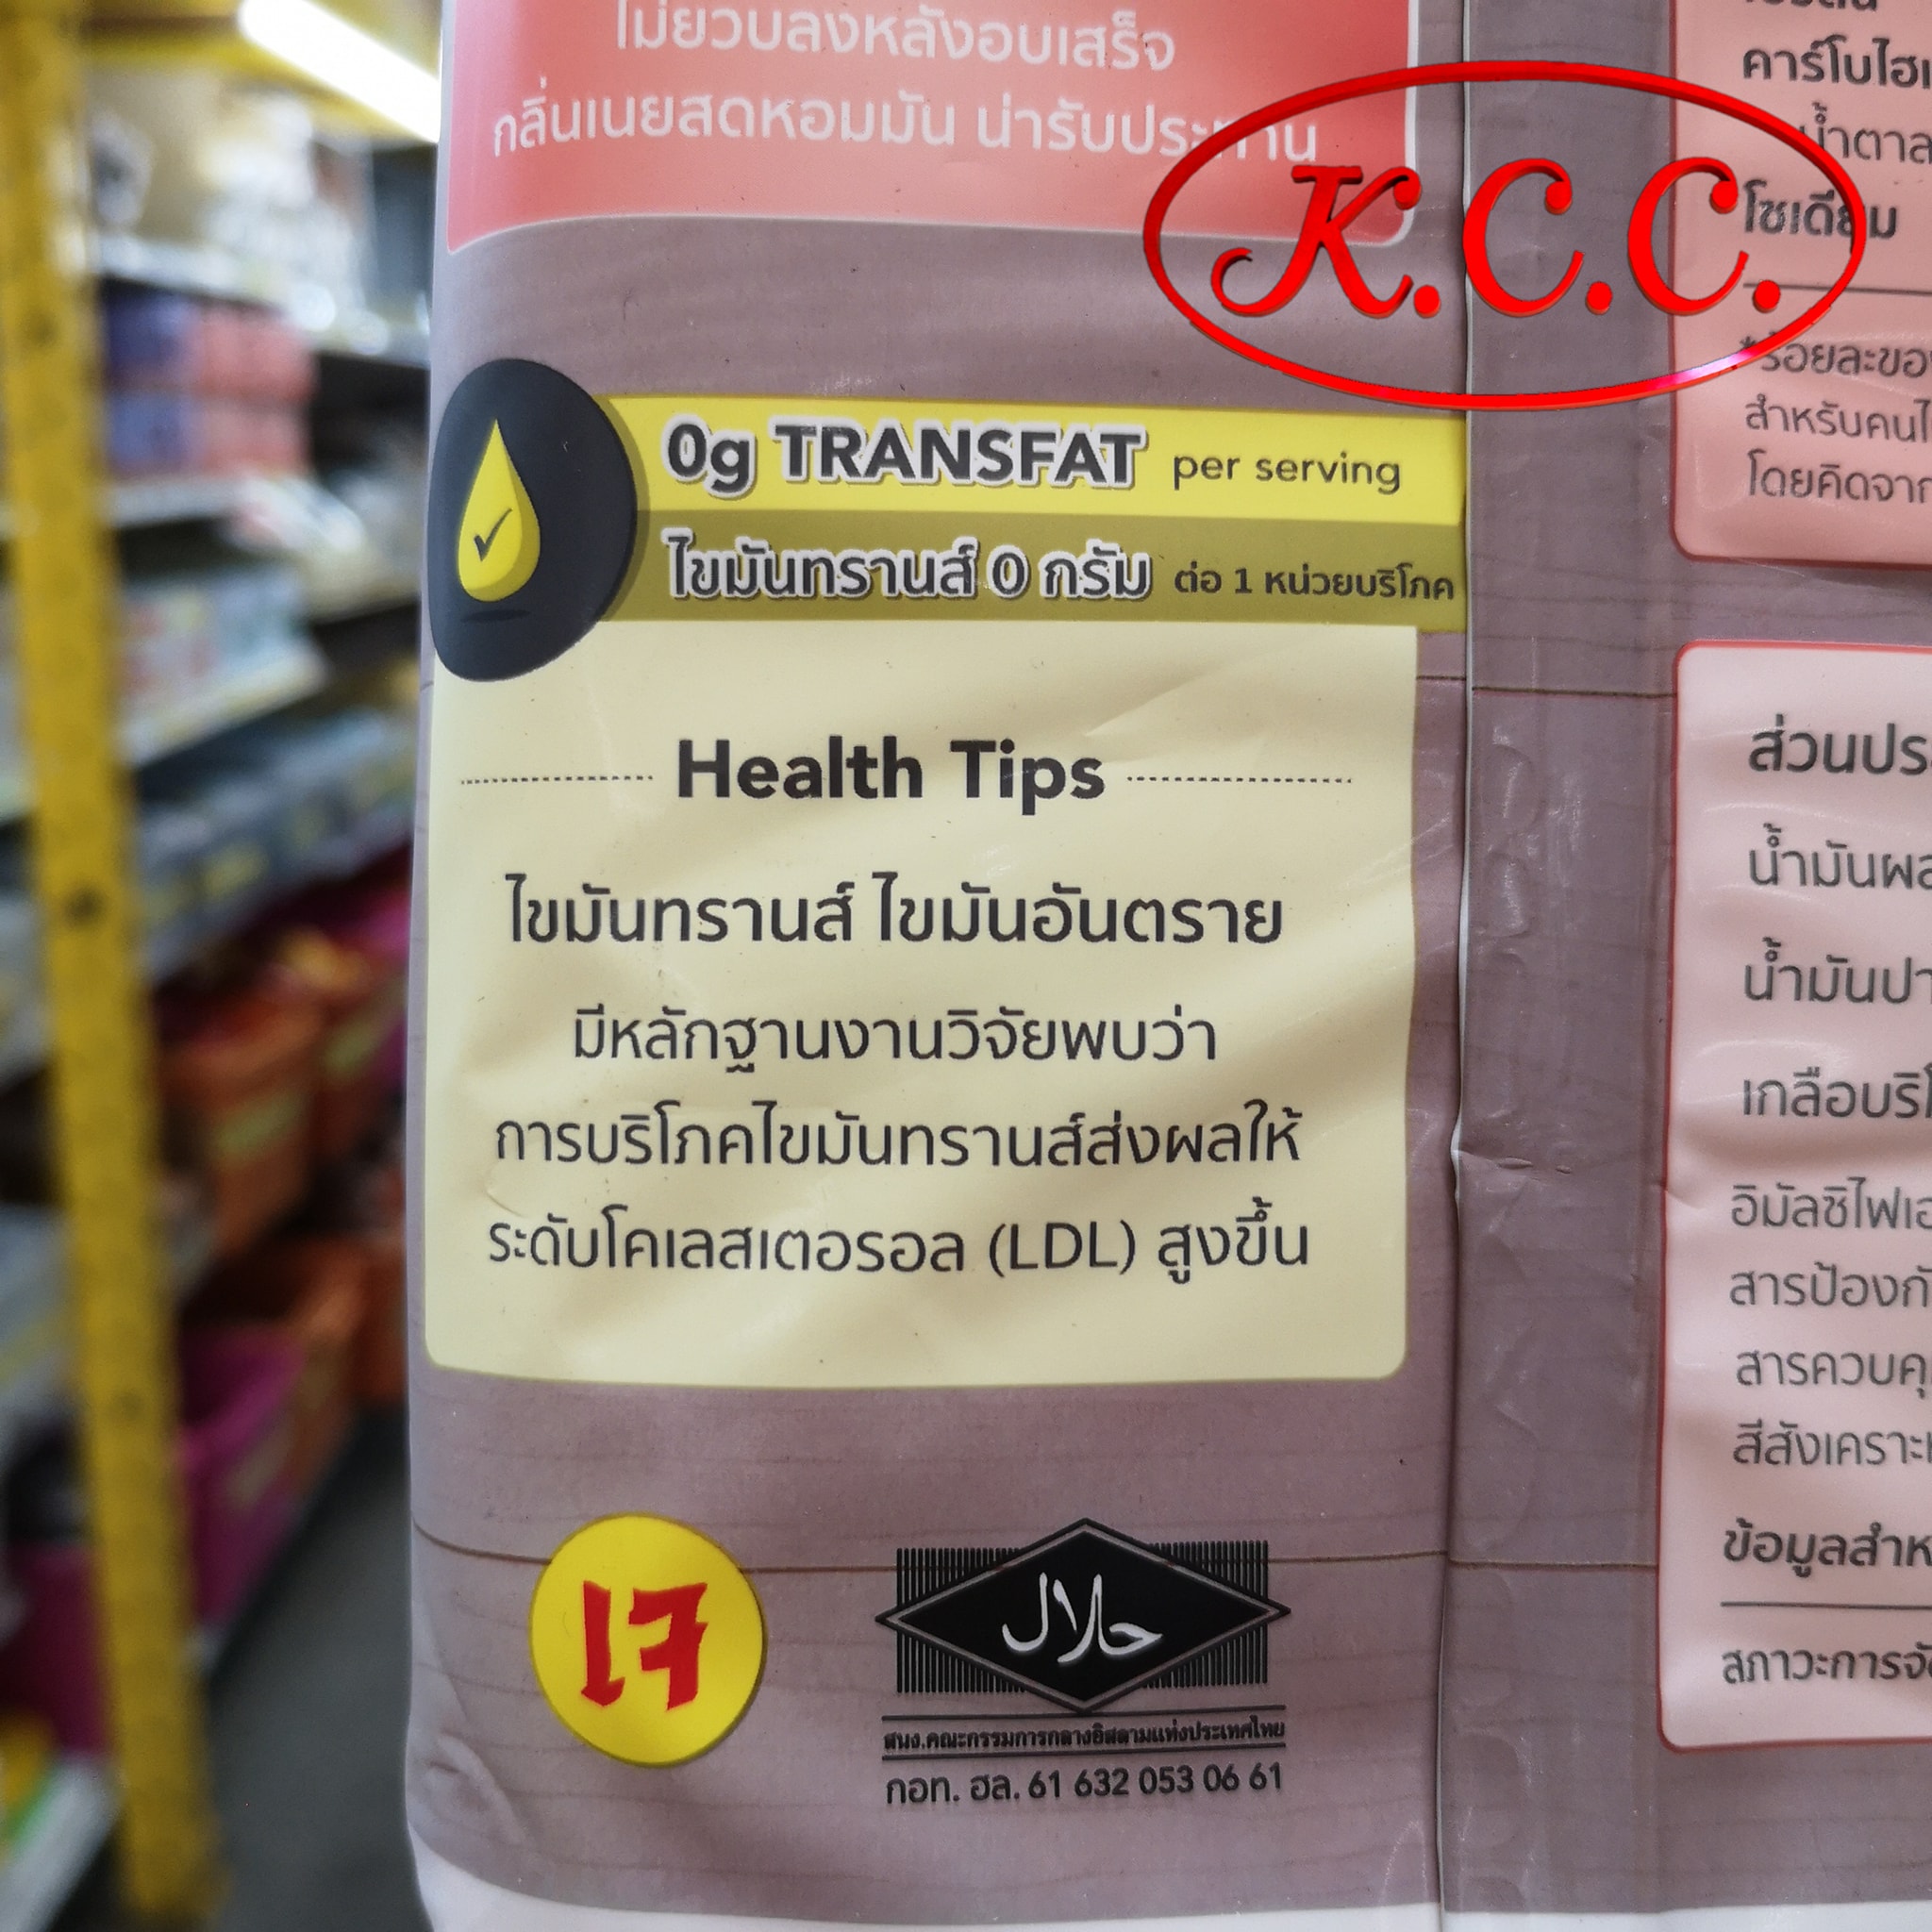 ไม่ยวบลงหลังอบเสร็จ
กลิ่นเนยสดหอมมัน น่ารับประทาน
K.C.C.
0g TRANSFAT per serving
ไขมันทรานส์ 0 กรัม ต่อ 1 หน่วยบริโภค
Health Tips
ไขมันทรานส์ ไขมันอันตราย
มีหลักฐานงานวิจัยพบว่า
การบริโภคไขมันทรานส์ส่งผลให้
ระดับโคเลสเตอรอล (LDL) สูงขึ้น
เจ
حلال
สนง.คณะกรรมการกลางอิสลามแห่งประเทศไทย
กอท. ฮล. 61 632 053 06 61
คาร์โบไฮเ
น้ำตาล
โซเดียม
*ร้อยละของ
สำหรับคนไ
โดยคิดจาก
ส่วนประ
น้ำมันผล
น้ำมันปา
เกลือบริโ
อิมัลซิไฟเอ
สารป้องกั
สารควบคุ
สีสังเคราะห
ข้อมูลสำห
สภาวะการจั